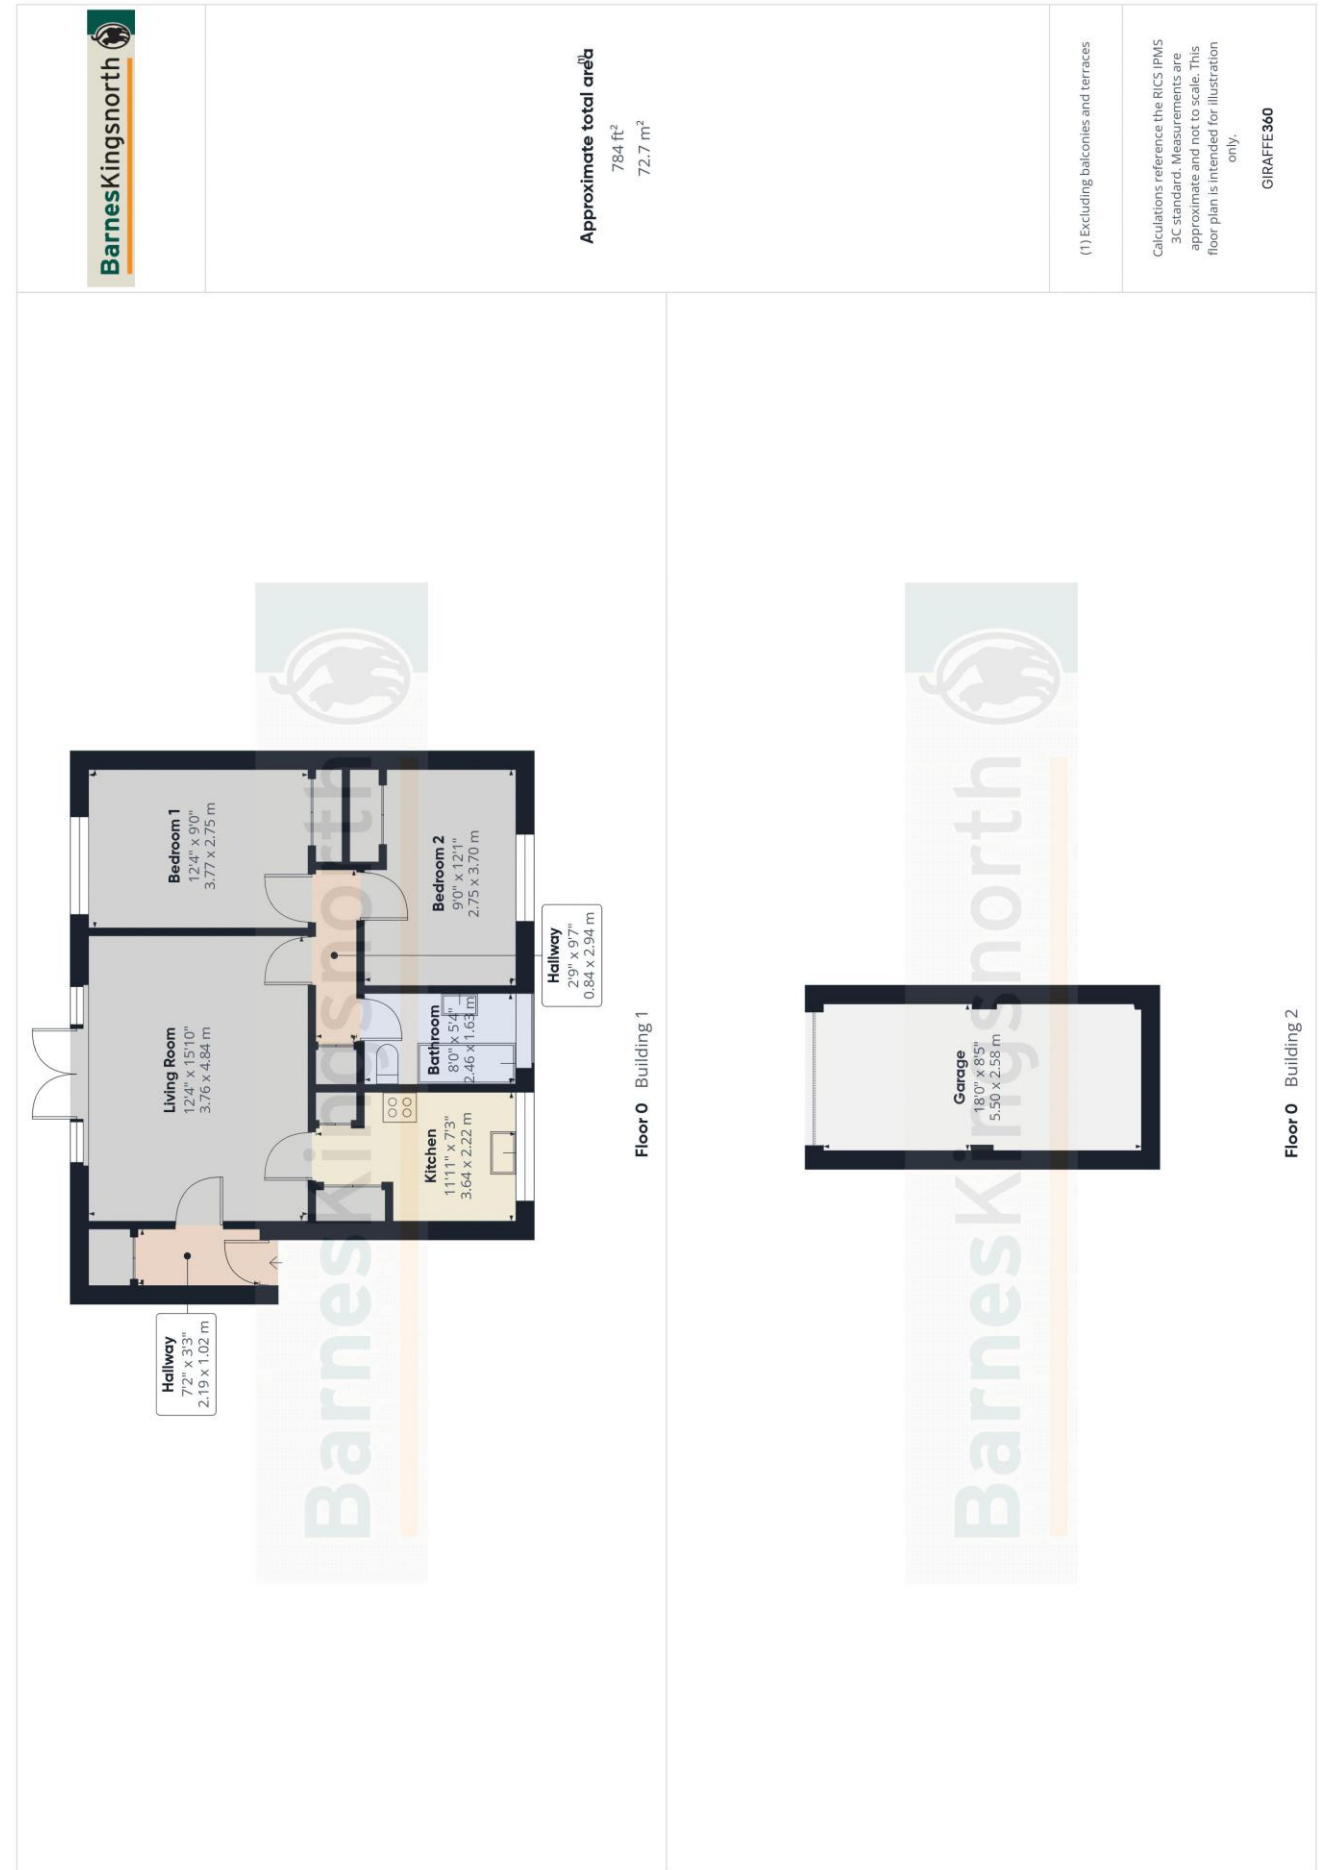 BarnesKingsnorth
Approximate total area
(1)
784 ft²
72.7 m²
(1) Excluding balconies and terraces
Calculations reference the RICS IPMS
3C standard. Measurements are
approximate and not to scale. This
floor plan is intended for illustration
only.
GIRAFFE360
BarnesKingsnorth
Hallway
7'2" x 3'3"
2.19 x 1.02 m
Living Room
12'4" x 15'10"
3.76 x 4.84 m
Bedroom 1
12'4" x 9'0"
3.77 x 2.75 m
Kitchen
11'11" x 7'3"
3.64 x 2.22 m
Bathroom
8'0" x 5'4"
2.46 x 1.63 m
Bedroom 2
9'0" x 12'1"
2.75 x 3.70 m
Hallway
2'9" x 9'7"
0.84 x 2.94 m
Floor 0 Building 1
BarnesKingsnorth
Garage
18'0" x 8'5"
5.50 x 2.58 m
Floor 0 Building 2